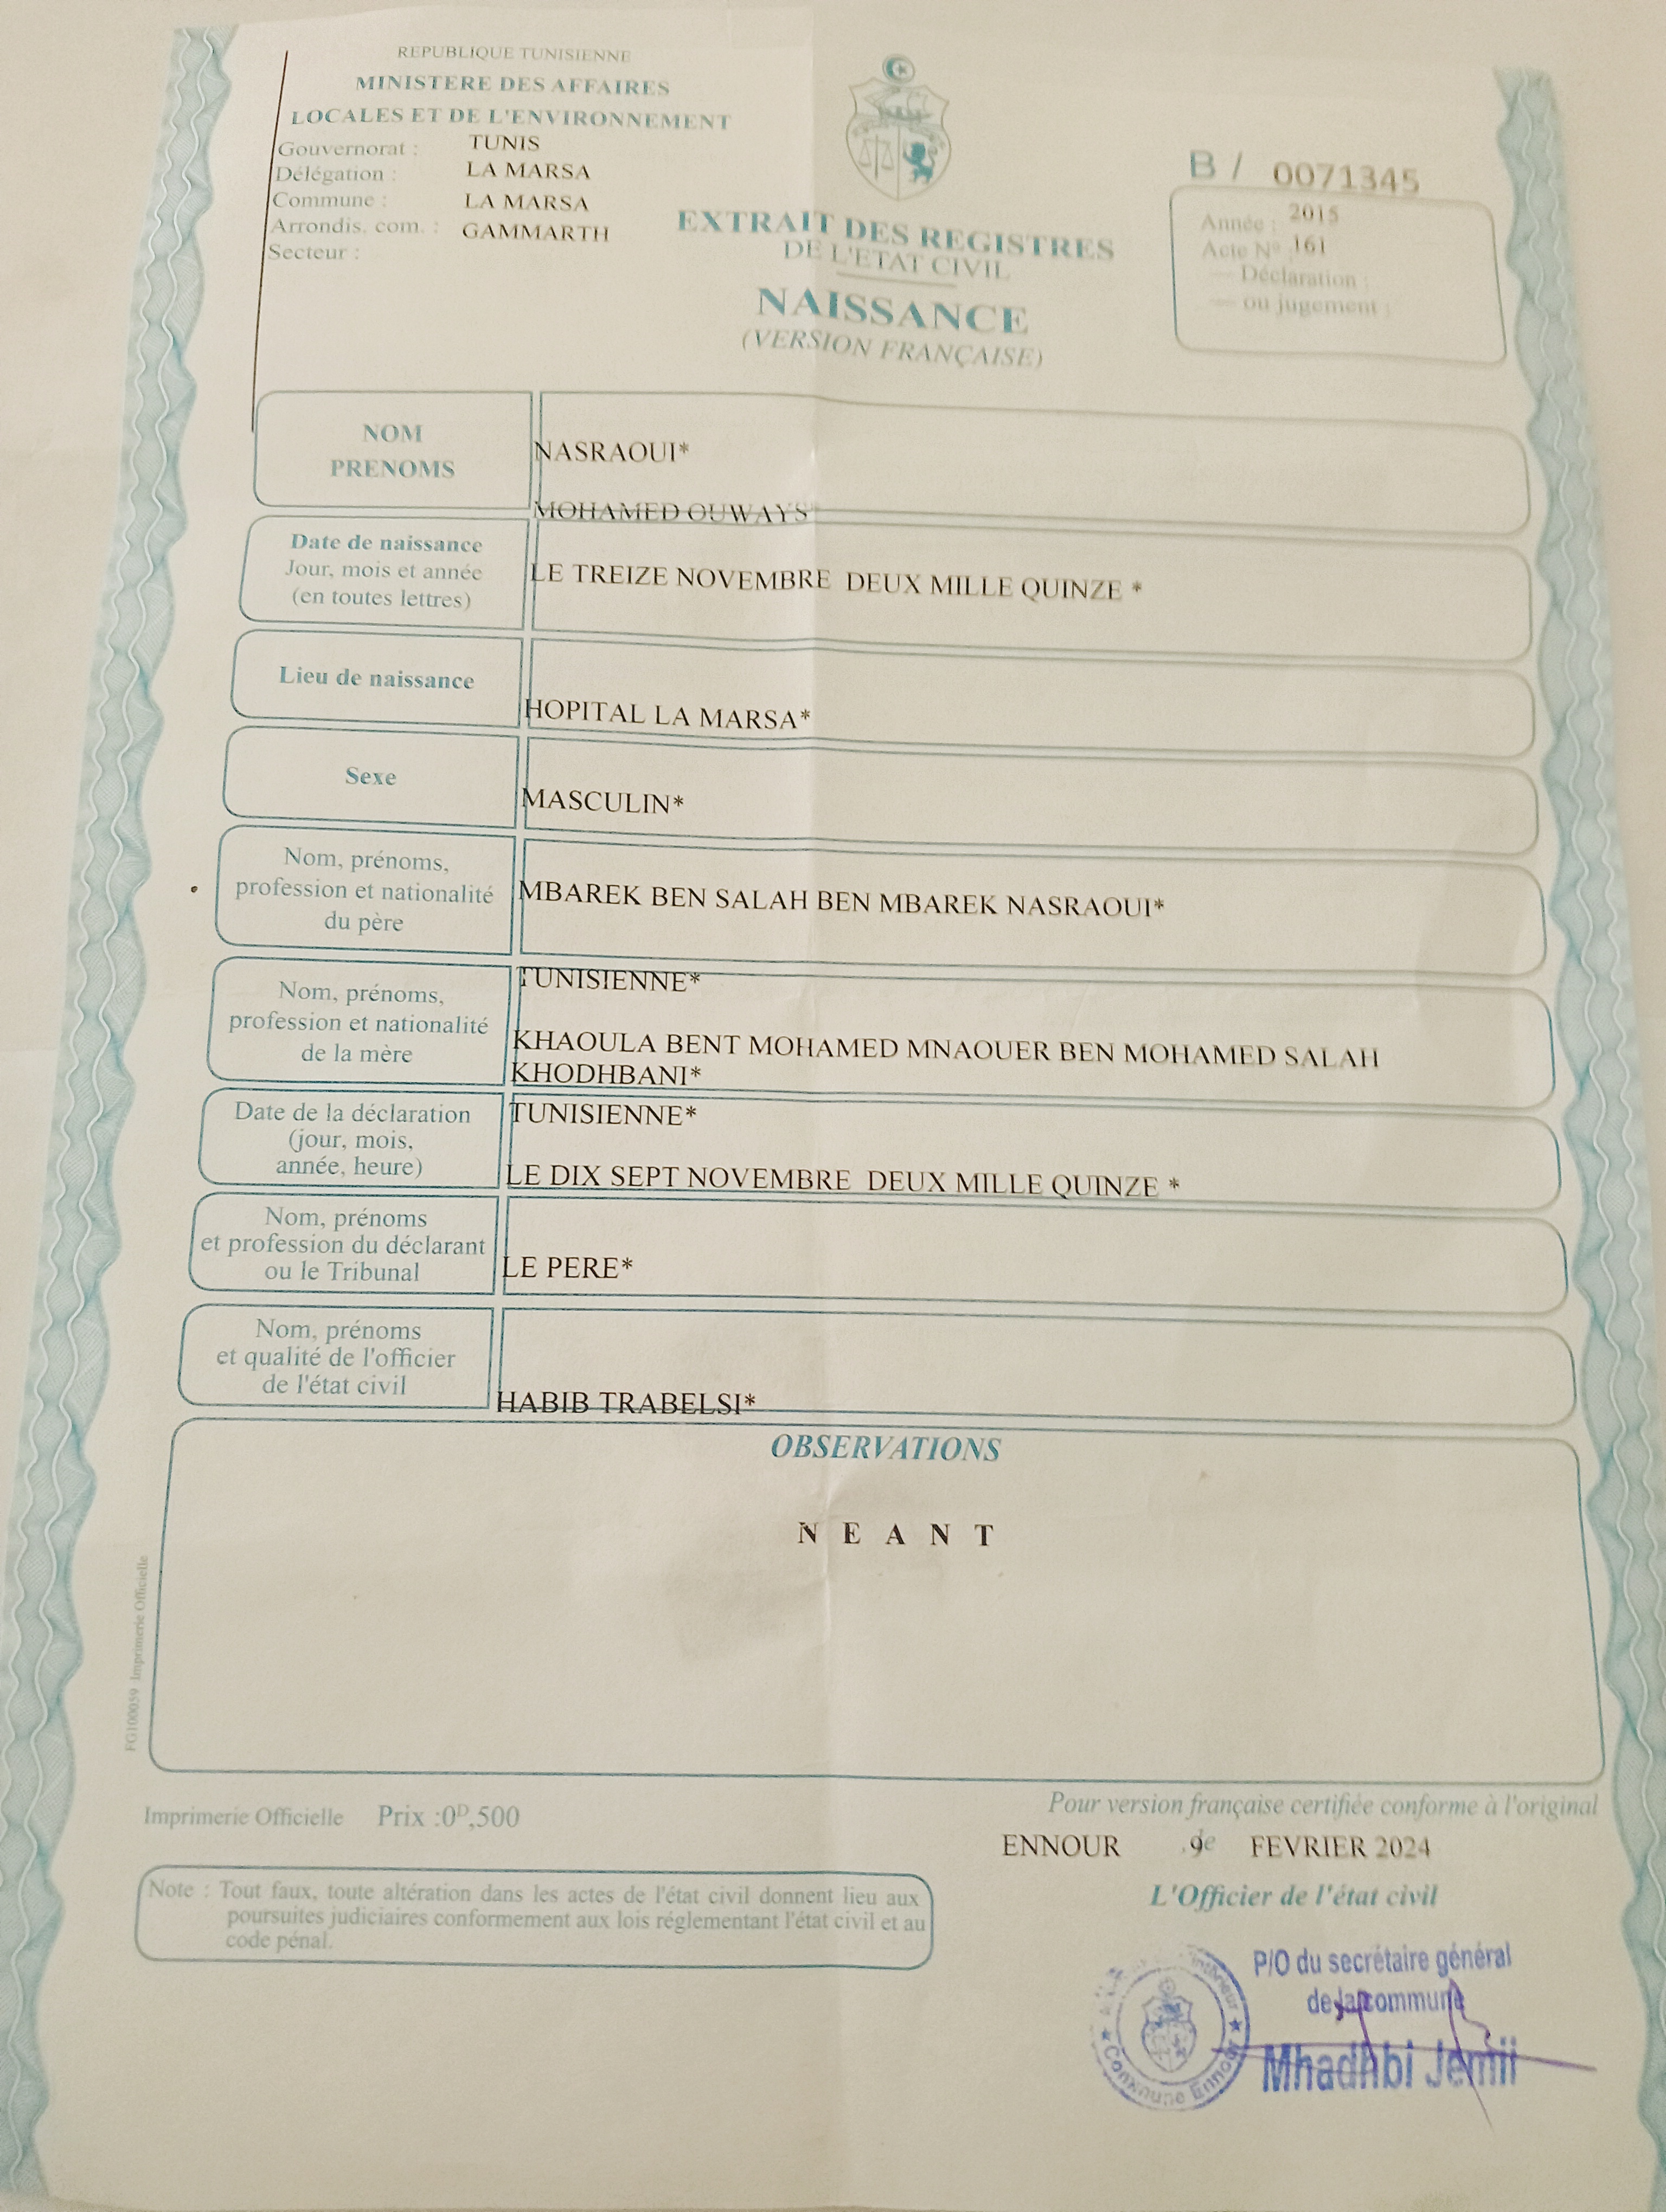 REPUBLIQUE TUNISIENNE
MINISTERE DES AFFAIRES
LOCALES ET DE L'ENVIRONNEMENT
Gouvernorat : TUNIS
Délégation : LA MARSA
Commune : LA MARSA
Arrondis. com. : GAMMARTH
Secteur :
EXTRAIT DES REGISTRES
DE L'ETAT CIVIL
NAISSANCE
(VERSION FRANÇAISE)
B / 0071345
Année : 2015
Acte Nº 161
Déclaration :
ou jugement :
NOM
PRENOMS
NASRAOUI*
MOHAMED OUWAYS
Date de naissance
Jour, mois et année
(en toutes lettres)
LE TREIZE NOVEMBRE DEUX MILLE QUINZE *
Lieu de naissance
HOPITAL LA MARSA*
Sexe
MASCULIN*
Nom, prénoms,
profession et nationalité
du père
MBAREK BEN SALAH BEN MBAREK NASRAOUI*
TUNISIENNE*
Nom, prénoms,
profession et nationalité
de la mère
KHAOULA BENT MOHAMED MNAOUER BEN MOHAMED SALAH
KHODHBANI*
TUNISIENNE*
Date de la déclaration
(jour, mois,
année, heure)
LE DIX SEPT NOVEMBRE DEUX MILLE QUINZE *
Nom, prénoms
et profession du déclarant
ou le Tribunal
LE PERE*
Nom, prénoms
et qualité de l'officier
de l'état civil
HABIB TRABELSI*
OBSERVATIONS
N E A N T
FG100059 Imprimerie Officielle
Imprimerie Officielle Prix :0D,500
Pour version française certifiée conforme à l'original
ENNOUR 9 FEVRIER 2024
L'Officier de l'état civil
Note : Tout faux, toute altération dans les actes de l'état civil donnent lieu aux
poursuites judiciaires conformement aux lois réglementant l'état civil et au
code pénal.
P/O du secrétaire général
de la commune
Mhadhbi Jemii
Commune Ennour